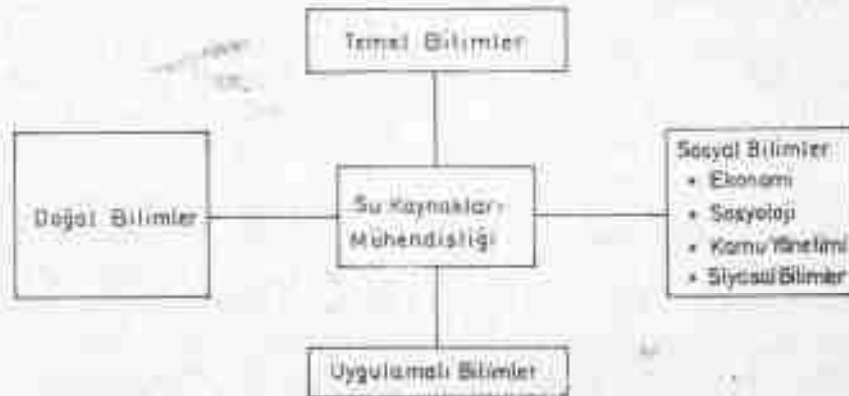 Temel Bilimler
Doğal Bilimler
Su Kaynakları
Mühendisliği
Sosyal Bilimler
• Ekonomi
• Sosyoloji
• Kamu Yönetimi
• Siyasal Bilimler
Uygulamalı Bilimler